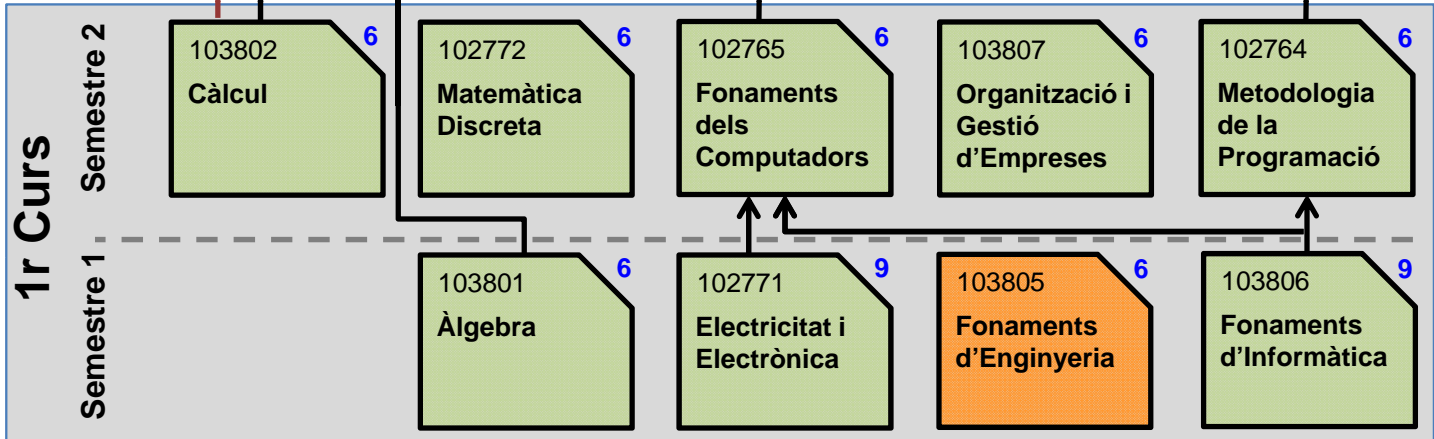 1r Curs
Semestre 2
103802
6
Càlcul
102772
6
Matemàtica
Discreta
102765
6
Fonaments
dels
Computadors
103807
6
Organització i
Gestió
d’Empreses
102764
6
Metodologia
de la
Programació
Semestre 1
103801
6
Àlgebra
102771
9
Electricitat i
Electrònica
103805
6
Fonaments
d’Enginyeria
103806
9
Fonaments
d’Informàtica